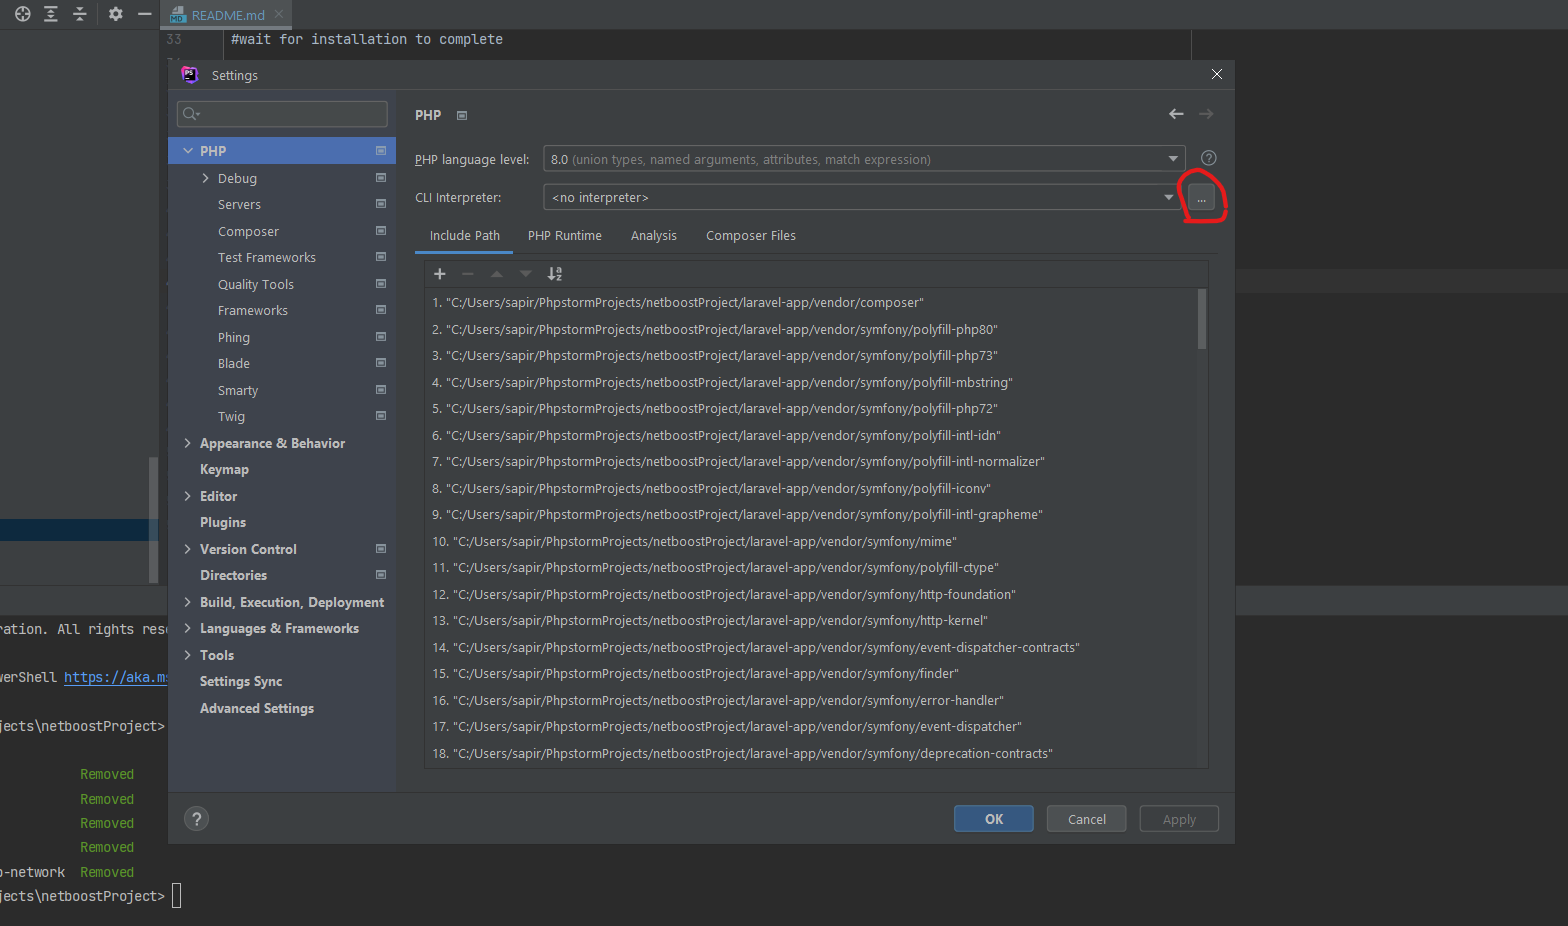 README.md
33 #wait for installation to complete
PS Settings
PHP
PHP
PHP language level: 8.0 (union types, named arguments, attributes, match expression)
Debug
CLI Interpreter: <no interpreter> ...
Servers
Composer
Include Path PHP Runtime Analysis Composer Files
Test Frameworks
Quality Tools
Frameworks
Phing
Blade
Smarty
Twig
Appearance & Behavior
Keymap
Editor
Plugins
Version Control
Directories
Build, Execution, Deployment
Languages & Frameworks
Tools
Settings Sync
Advanced Settings
1. "C:/Users/sapir/PhpstormProjects/netboostProject/laravel-app/vendor/composer"
2. "C:/Users/sapir/PhpstormProjects/netboostProject/laravel-app/vendor/symfony/polyfill-php80"
3. "C:/Users/sapir/PhpstormProjects/netboostProject/laravel-app/vendor/symfony/polyfill-php73"
4. "C:/Users/sapir/PhpstormProjects/netboostProject/laravel-app/vendor/symfony/polyfill-mbstring"
5. "C:/Users/sapir/PhpstormProjects/netboostProject/laravel-app/vendor/symfony/polyfill-php72"
6. "C:/Users/sapir/PhpstormProjects/netboostProject/laravel-app/vendor/symfony/polyfill-intl-idn"
7. "C:/Users/sapir/PhpstormProjects/netboostProject/laravel-app/vendor/symfony/polyfill-intl-normalizer"
8. "C:/Users/sapir/PhpstormProjects/netboostProject/laravel-app/vendor/symfony/polyfill-iconv"
9. "C:/Users/sapir/PhpstormProjects/netboostProject/laravel-app/vendor/symfony/polyfill-intl-grapheme"
10. "C:/Users/sapir/PhpstormProjects/netboostProject/laravel-app/vendor/symfony/mime"
11. "C:/Users/sapir/PhpstormProjects/netboostProject/laravel-app/vendor/symfony/polyfill-ctype"
12. "C:/Users/sapir/PhpstormProjects/netboostProject/laravel-app/vendor/symfony/http-foundation"
13. "C:/Users/sapir/PhpstormProjects/netboostProject/laravel-app/vendor/symfony/http-kernel"
14. "C:/Users/sapir/PhpstormProjects/netboostProject/laravel-app/vendor/symfony/event-dispatcher-contracts"
15. "C:/Users/sapir/PhpstormProjects/netboostProject/laravel-app/vendor/symfony/finder"
16. "C:/Users/sapir/PhpstormProjects/netboostProject/laravel-app/vendor/symfony/error-handler"
17. "C:/Users/sapir/PhpstormProjects/netboostProject/laravel-app/vendor/symfony/event-dispatcher"
18. "C:/Users/sapir/PhpstormProjects/netboostProject/laravel-app/vendor/symfony/deprecation-contracts"
OK Cancel Apply
ration. All rights rese
werShell https://aka.ms
jects\netboostProject>
Removed
Removed
Removed
Removed
-network Removed
jects\netboostProject>